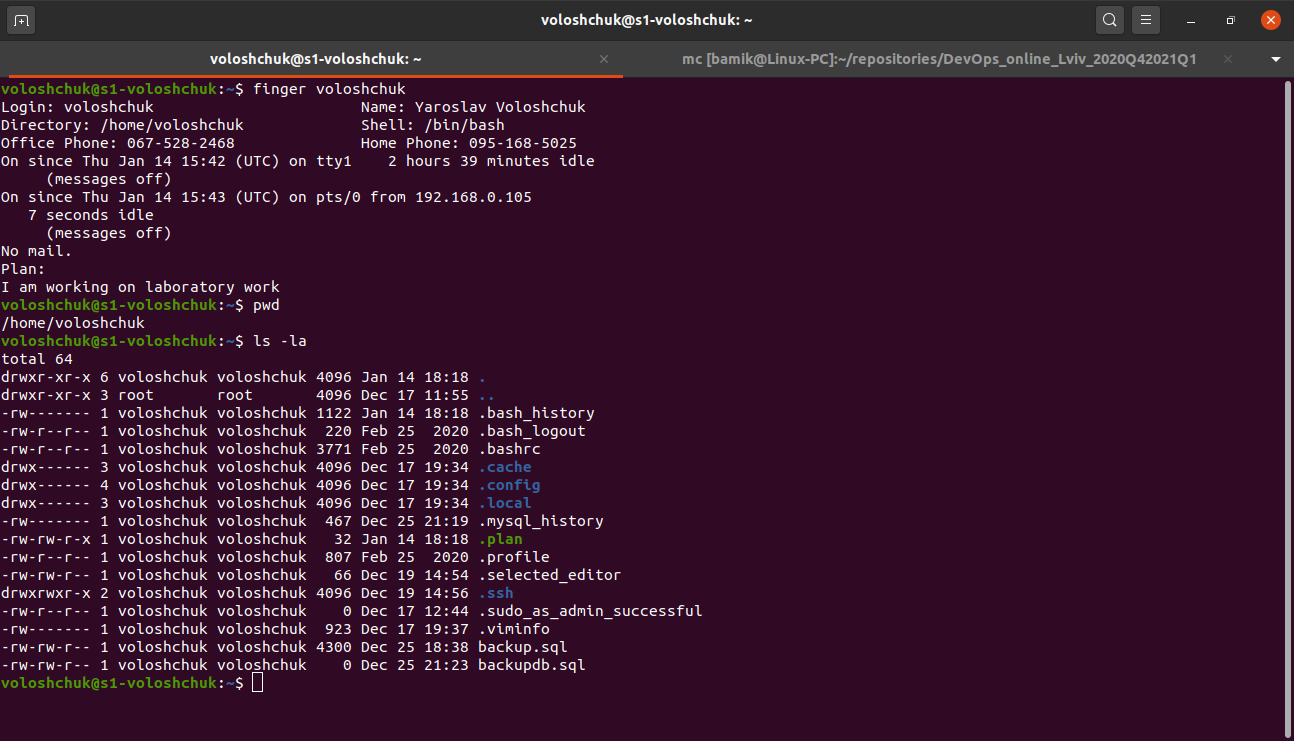 voloshchuk@s1-voloshchuk: ~
voloshchuk@s1-voloshchuk: ~
mc [bamik@Linux-PC]:~/repositories/DevOps_online_Lviv_2020Q42021Q1
voloshchuk@s1-voloshchuk:~$ finger voloshchuk
Login: voloshchuk                       Name: Yaroslav Voloshchuk
Directory: /home/voloshchuk             Shell: /bin/bash
Office Phone: 067-528-2468              Home Phone: 095-168-5025
On since Thu Jan 14 15:42 (UTC) on tty1    2 hours 39 minutes idle
     (messages off)
On since Thu Jan 14 15:43 (UTC) on pts/0 from 192.168.0.105
   7 seconds idle
     (messages off)
No mail.
Plan:
I am working on laboratory work
voloshchuk@s1-voloshchuk:~$ pwd
/home/voloshchuk
voloshchuk@s1-voloshchuk:~$ ls -la
total 64
drwxr-xr-x 6 voloshchuk voloshchuk 4096 Jan 14 18:18 .
drwxr-xr-x 3 root       root       4096 Dec 17 11:55 ..
-rw------- 1 voloshchuk voloshchuk 1122 Jan 14 18:18 .bash_history
-rw-r--r-- 1 voloshchuk voloshchuk  220 Feb 25  2020 .bash_logout
-rw-r--r-- 1 voloshchuk voloshchuk 3771 Feb 25  2020 .bashrc
drwx------ 3 voloshchuk voloshchuk 4096 Dec 17 19:34 .cache
drwx------ 4 voloshchuk voloshchuk 4096 Dec 17 19:34 .config
drwx------ 3 voloshchuk voloshchuk 4096 Dec 17 19:34 .local
-rw------- 1 voloshchuk voloshchuk  467 Dec 25 21:19 .mysql_history
-rw-rw-r-x 1 voloshchuk voloshchuk   32 Jan 14 18:18 .plan
-rw-r--r-- 1 voloshchuk voloshchuk  807 Feb 25  2020 .profile
-rw-rw-r-- 1 voloshchuk voloshchuk   66 Dec 19 14:54 .selected_editor
drwxrwxr-x 2 voloshchuk voloshchuk 4096 Dec 19 14:56 .ssh
-rw-r--r-- 1 voloshchuk voloshchuk    0 Dec 17 12:44 .sudo_as_admin_successful
-rw------- 1 voloshchuk voloshchuk  923 Dec 17 19:37 .viminfo
-rw-rw-r-- 1 voloshchuk voloshchuk 4300 Dec 25 18:38 backup.sql
-rw-rw-r-- 1 voloshchuk voloshchuk    0 Dec 25 21:23 backupdb.sql
voloshchuk@s1-voloshchuk:~$